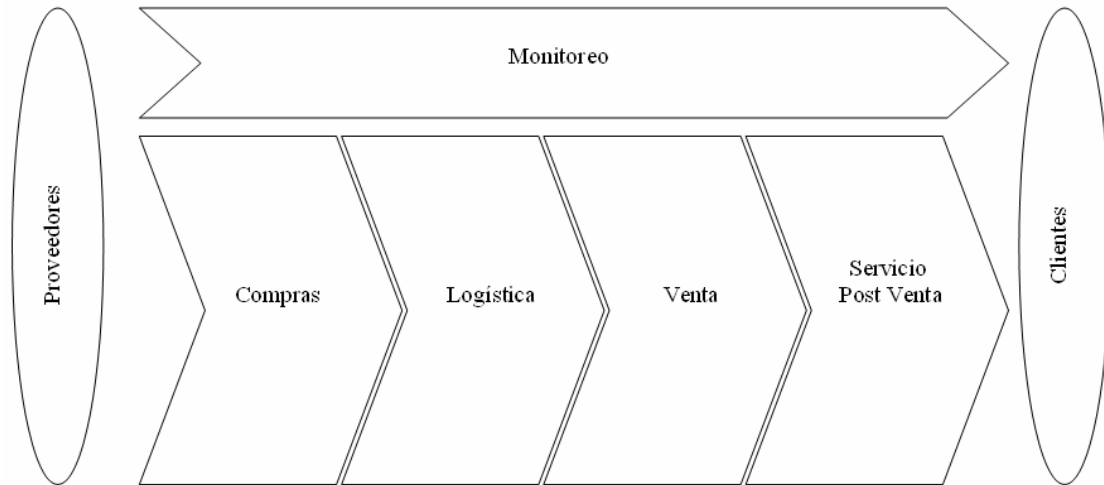 Monitoreo
Proveedores
Compras
Logística
Venta
Servicio
Post Venta
Clientes